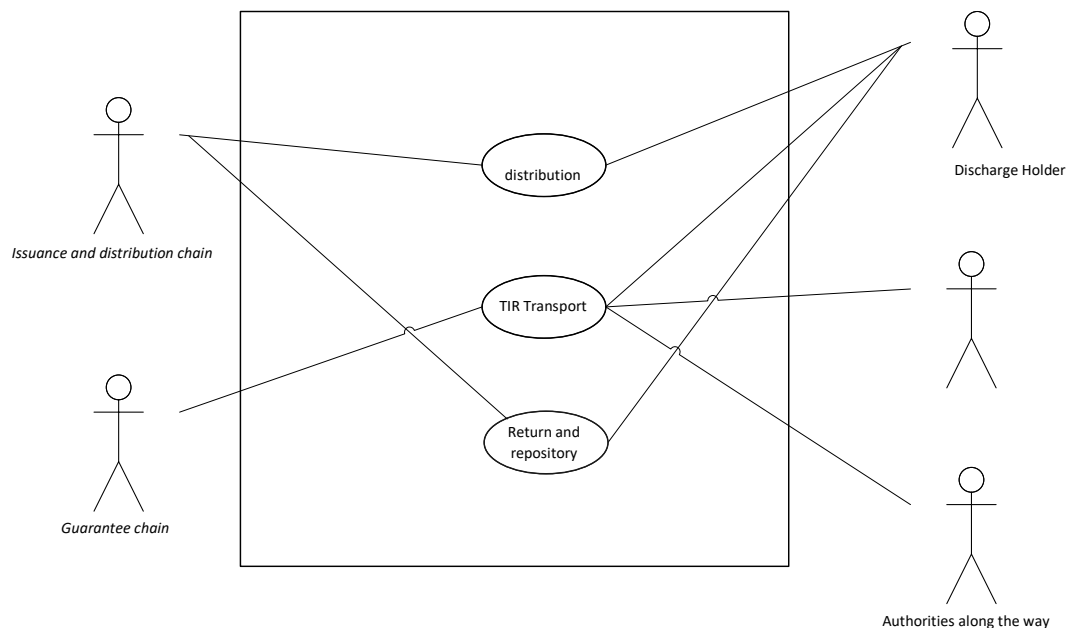 distribution
Discharge Holder
Issuance and distribution chain
TIR Transport
Return and
repository
Guarantee chain
Authorities along the way